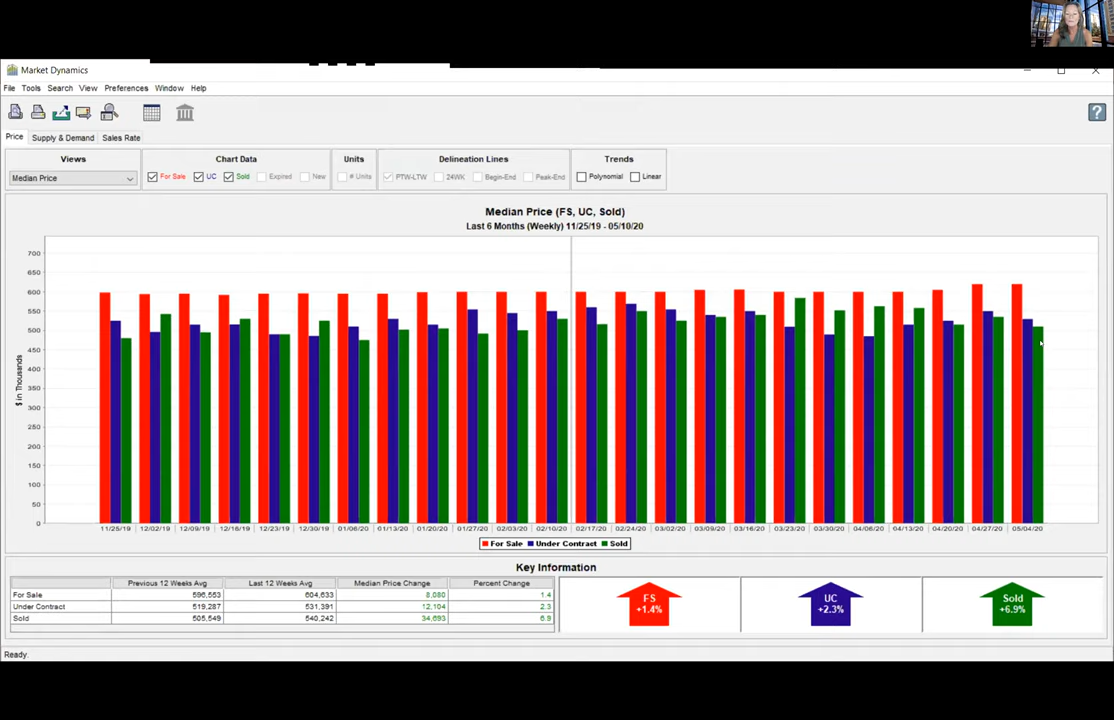 Market Dynamics
File Tools Search View Preferences Window Help
Price Supply & Demand Sales Rate
Views Chart Data Units Delineation Lines Trends
Median Price For Sale UC Sold Expired New # Units PTW-LTW 24WK Begin-End Peak-End Polynomial Linear
Median Price (FS, UC, Sold)
Last 6 Months (Weekly) 11/25/19 - 05/10/20
700
650
600
550
500
450
400
350
300
250
200
150
100
50
0
$ in Thousands
11/25/19 12/02/19 12/09/19 12/16/19 12/23/19 12/30/19 01/06/20 01/13/20 01/20/20 01/27/20 02/03/20 02/10/20 02/17/20 02/24/20 03/02/20 03/09/20 03/16/20 03/23/20 03/30/20 04/06/20 04/13/20 04/20/20 04/27/20 05/04/20
For Sale Under Contract Sold
Key Information
Previous 12 Weeks Avg Last 12 Weeks Avg Median Price Change Percent Change
For Sale 596,553 604,633 8,080 1.4
Under Contract 519,287 531,391 12,104 2.3
Sold 505,549 540,242 34,693 6.9
FS
+1.4%
UC
+2.3%
Sold
+6.9%
Ready: